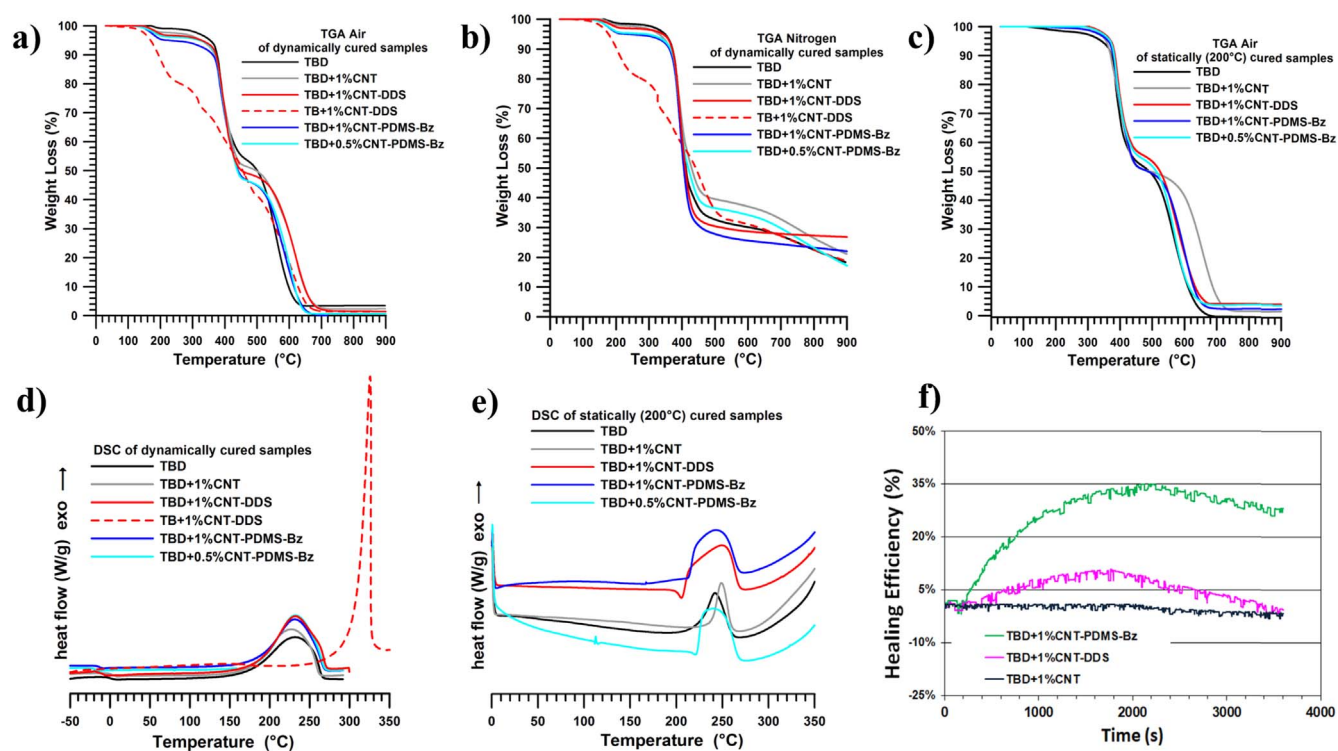 a)
TGA Air
of dynamically cured samples
TBD
TBD+1%CNT
TBD+1%CNT-DDS
TB+1%CNT-DDS
TBD+1%CNT-PDMS-Bz
TBD+0.5%CNT-PDMS-Bz
Weight Loss (%)
100
90
80
70
60
50
40
30
20
10
0
0 100 200 300 400 500 600 700 800 900
Temperature (°C)
b)
TGA Nitrogen
of dynamically cured samples
TBD
TBD+1%CNT
TBD+1%CNT-DDS
TB+1%CNT-DDS
TBD+1%CNT-PDMS-Bz
TBD+0.5%CNT-PDMS-Bz
Weight Loss (%)
100
90
80
70
60
50
40
30
20
10
0
0 100 200 300 400 500 600 700 800 900
Temperature (°C)
c)
TGA Air
of statically (200°C) cured samples
TBD
TBD+1%CNT
TBD+1%CNT-DDS
TBD+1%CNT-PDMS-Bz
TBD+0.5%CNT-PDMS-Bz
Weight Loss (%)
100
90
80
70
60
50
40
30
20
10
0
0 100 200 300 400 500 600 700 800 900
Temperature (°C)
d)
DSC of dynamically cured samples
TBD
TBD+1%CNT
TBD+1%CNT-DDS
TB+1%CNT-DDS
TBD+1%CNT-PDMS-Bz
TBD+0.5%CNT-PDMS-Bz
heat flow (W/g) exo →
-50 0 50 100 150 200 250 300 350
Temperature (°C)
e)
DSC of statically (200°C) cured samples
TBD
TBD+1%CNT
TBD+1%CNT-DDS
TBD+1%CNT-PDMS-Bz
TBD+0.5%CNT-PDMS-Bz
heat flow (W/g) exo →
0 50 100 150 200 250 300 350
Temperature (°C)
f)
Healing Efficiency (%)
50%
35%
20%
5%
-10%
-25%
TBD+1%CNT-PDMS-Bz
TBD+1%CNT-DDS
TBD+1%CNT
0 1000 2000 3000 4000
Time (s)